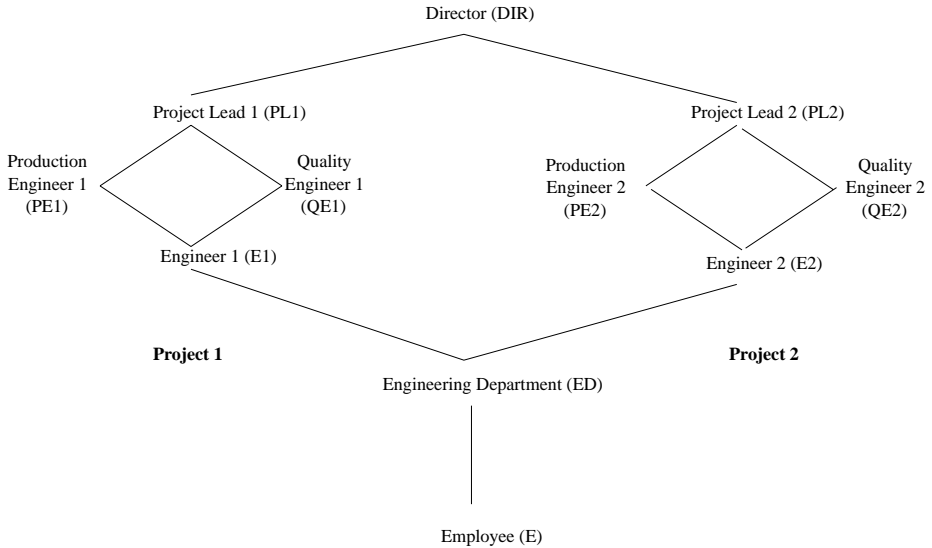 Director (DIR)
Project Lead 1 (PL1)
Project Lead 2 (PL2)
Production
Engineer 1
(PE1)
Quality
Engineer 1
(QE1)
Production
Engineer 2
(PE2)
Quality
Engineer 2
(QE2)
Engineer 1 (E1)
Engineer 2 (E2)
Project 1
Project 2
Engineering Department (ED)
Employee (E)